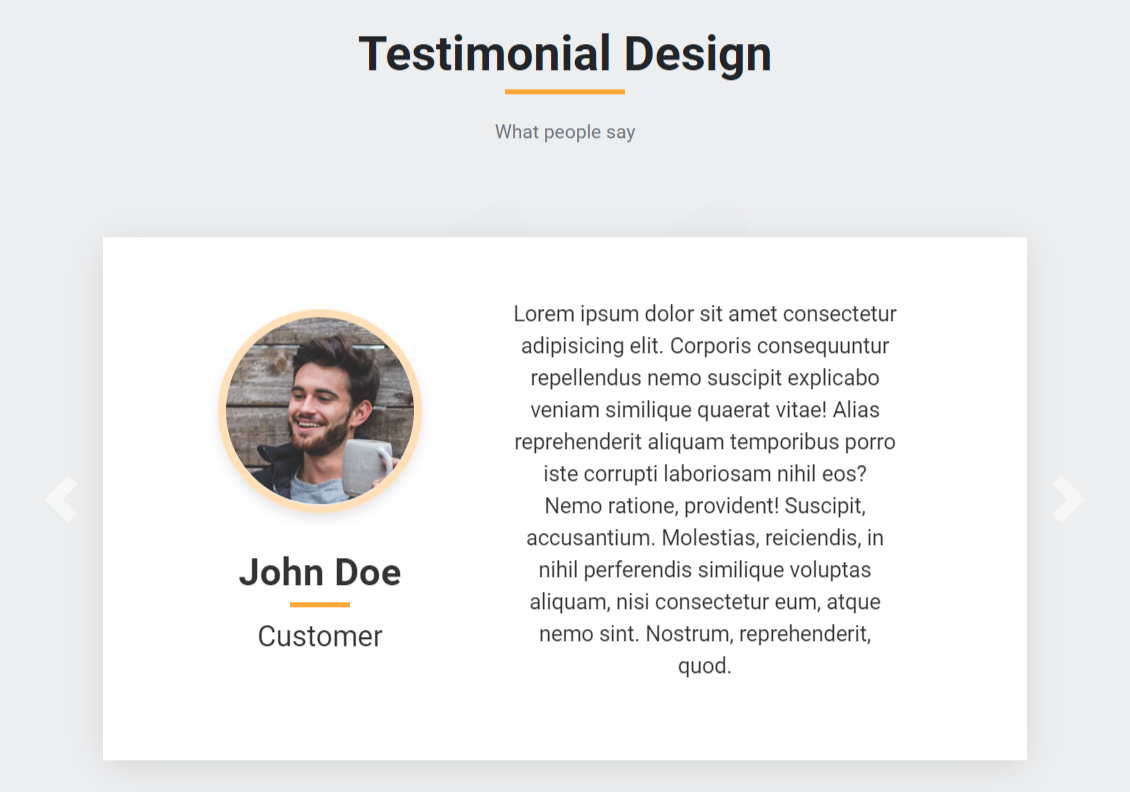 Testimonial Design
What people say
John Doe
Customer
Lorem ipsum dolor sit amet consectetur
adipisicing elit. Corporis consequuntur
repellendus nemo suscipit explicabo
veniam similique quaerat vitae! Alias
reprehenderit aliquam temporibus porro
iste corrupti laboriosam nihil eos?
Nemo ratione, provident! Suscipit,
accusantium. Molestias, reiciendis, in
nihil perferendis similique voluptas
aliquam, nisi consectetur eum, atque
nemo sint. Nostrum, reprehenderit,
quod.